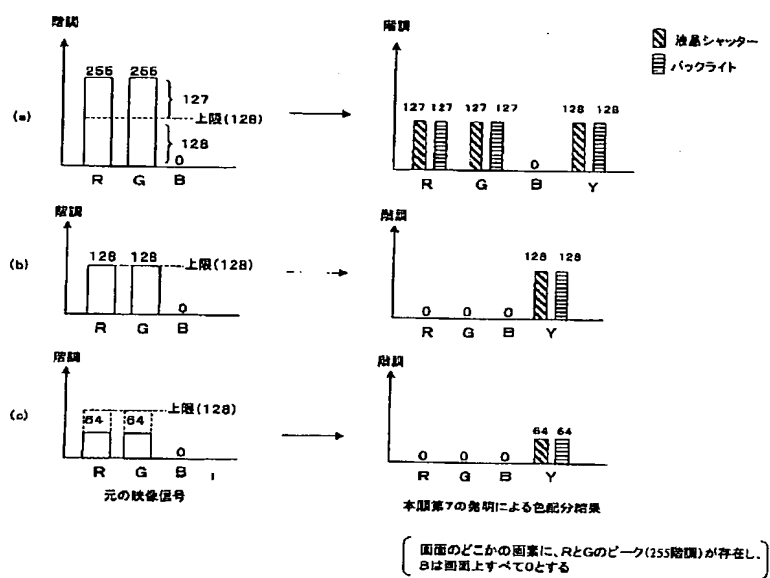 階調
255 255
127
(a)
上限(128)
128
0
R G B
階調
127 127 127 127 128 128
0
R G B Y
液晶シャッター
バックライト
階調
(b)
128 128
上限(128)
0
R G B
階調
128 128
0 0 0
R G B Y
階調
(c)
上限(128)
64 64
0
R G B
元の映像信号
階調
64 64
0 0 0
R G B Y
本願第7の発明による色配分結果
画面のどこかの画素に、RとGのピーク(255階調)が存在し、
Bは画面上すべて0とする